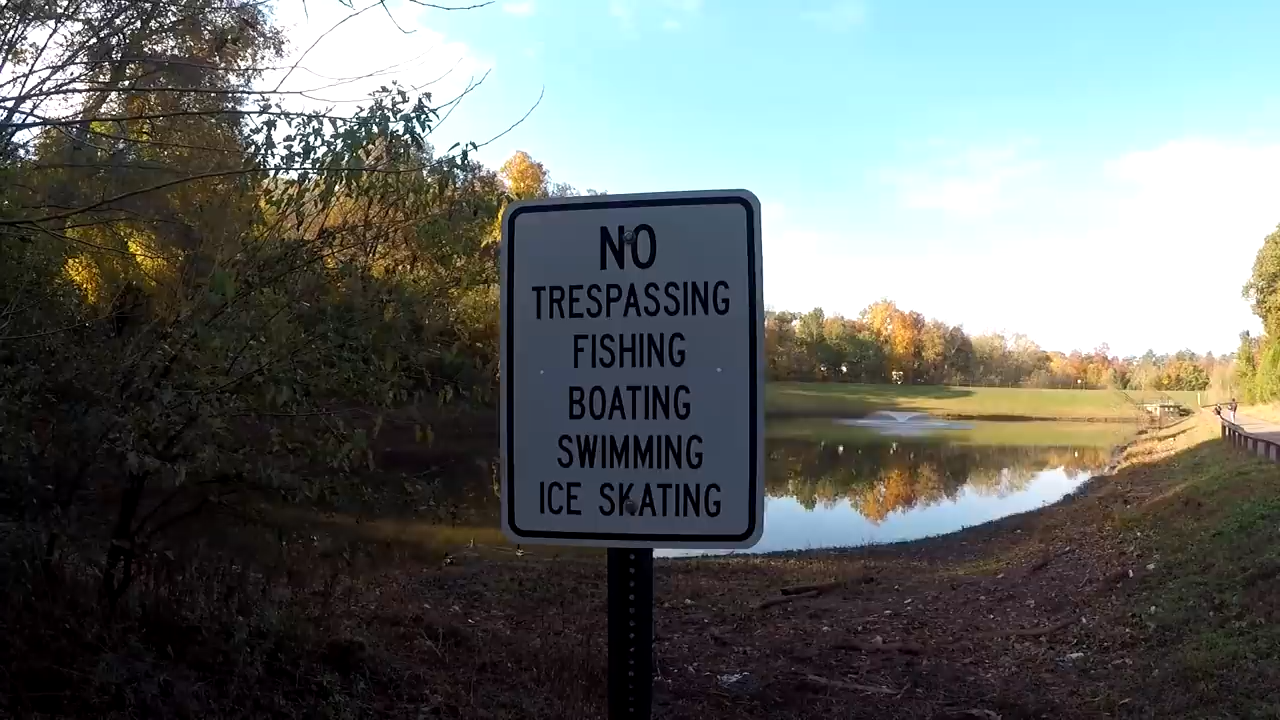 NO
TRESPASSING
FISHING
BOATING
SWIMMING
ICE SKATING